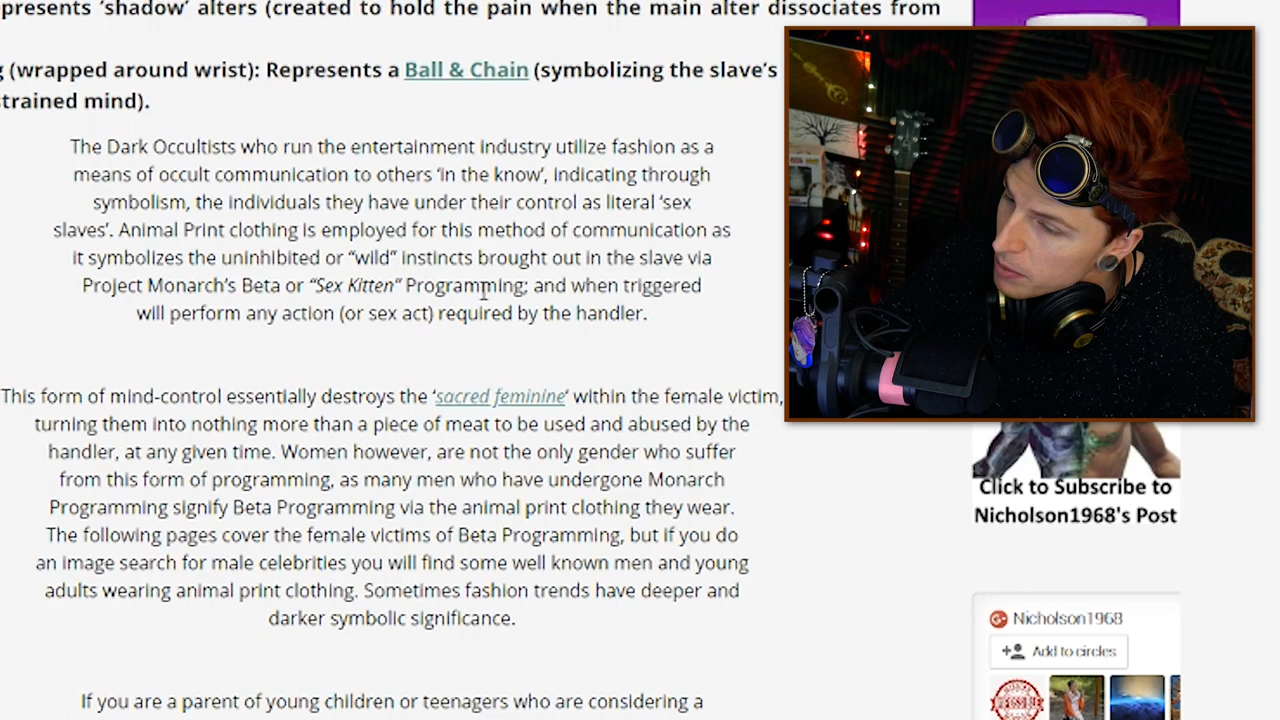 presents ‘shadow’ alters (created to hold the pain when the main alter dissociates from
(wrapped around wrist): Represents a Ball & Chain (symbolizing the slave’s
strained mind).
The Dark Occultists who run the entertainment industry utilize fashion as a
means of occult communication to others ‘in the know’, indicating through
symbolism, the individuals they have under their control as literal ‘sex
slaves’. Animal Print clothing is employed for this method of communication as
it symbolizes the uninhibited or “wild” instincts brought out in the slave via
Project Monarch’s Beta or “Sex Kitten” Programming; and when triggered
will perform any action (or sex act) required by the handler.
This form of mind-control essentially destroys the ‘sacred feminine‘ within the female victim,
turning them into nothing more than a piece of meat to be used and abused by the
handler, at any given time. Women however, are not the only gender who suffer
from this form of programming, as many men who have undergone Monarch
Programming signify Beta Programming via the animal print clothing they wear.
The following pages cover the female victims of Beta Programming, but if you do
an image search for male celebrities you will find some well known men and young
adults wearing animal print clothing. Sometimes fashion trends have deeper and
darker symbolic significance.
If you are a parent of young children or teenagers who are considering a
Click to Subscribe to
Nicholson1968's Post
Nicholson1968
Add to circles